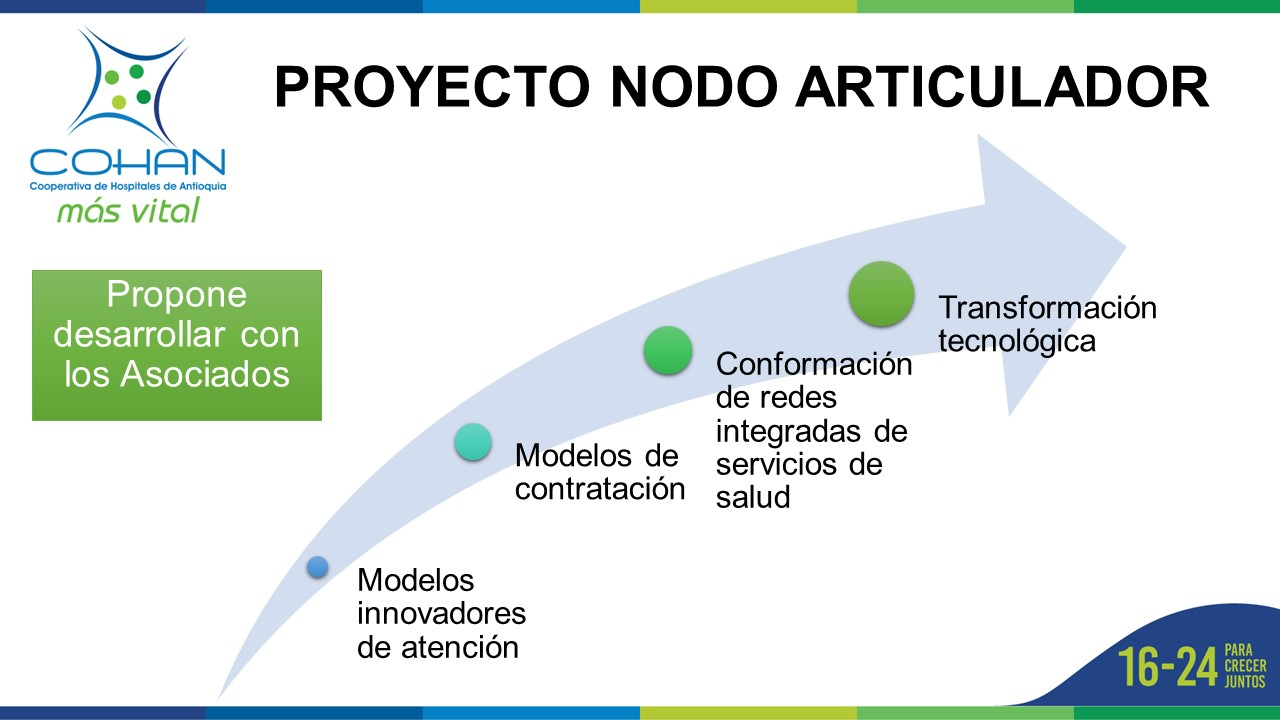 PROYECTO NODO ARTICULADOR
COHAN
Cooperativa de Hospitales de Antioquia
más vital
Propone
desarrollar con
los Asociados
Transformación
tecnológica
Conformación
de redes
integradas de
servicios de
salud
Modelos de
contratación
Modelos
innovadores
de atención
16-24
PARA
CRECER
JUNTOS